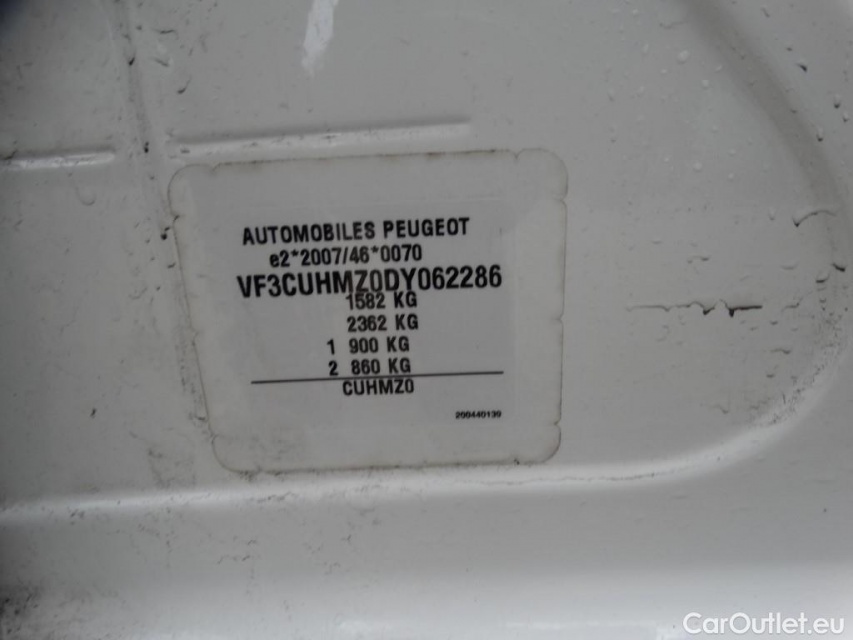 AUTOMOBILES PEUGEOT
e2*2007/46*0070
VF3CUHMZ0DY062286
1582 KG
2362 KG
1 900 KG
2 860 KG
CUHMZ0
200440130
CarOutlet.eu